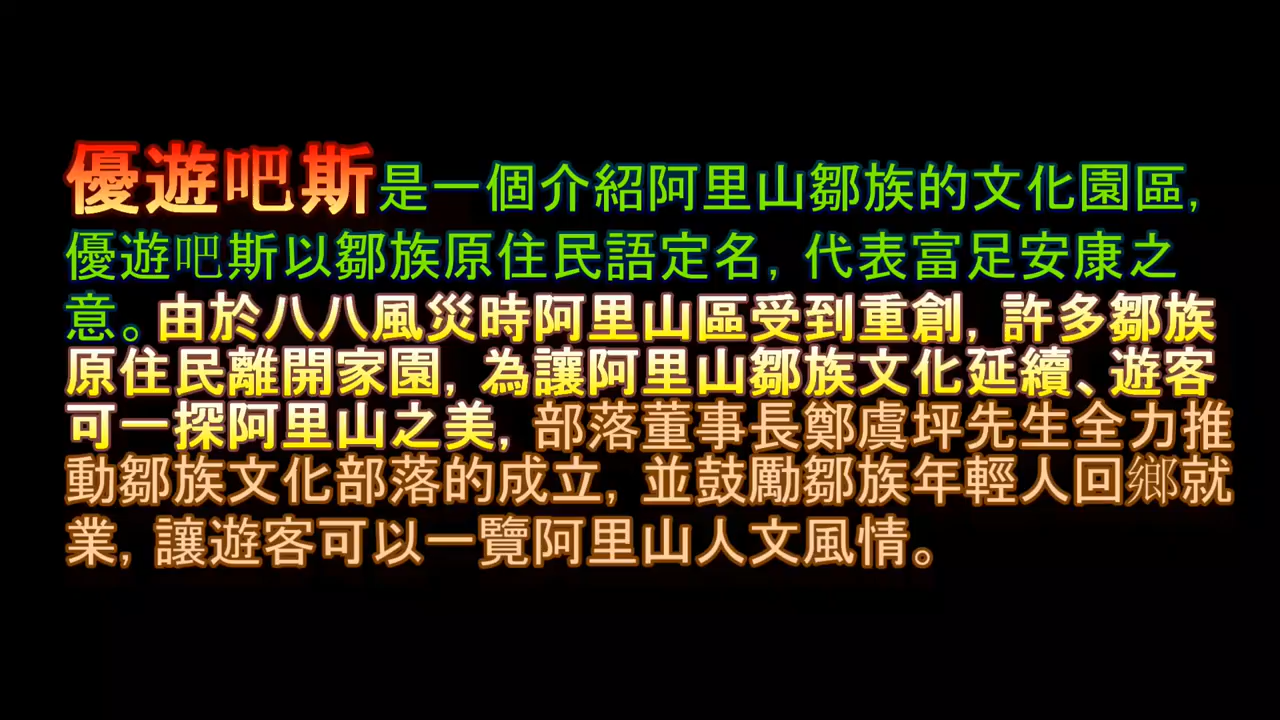 優遊吧斯是一個介紹阿里山鄒族的文化園區,
優遊吧斯以鄒族原住民語定名, 代表富足安康之
意。由於八八風災時阿里山區受到重創, 許多鄒族
原住民離開家園, 為讓阿里山鄒族文化延續、遊客
可一探阿里山之美, 部落董事長鄭虞坪先生全力推
動鄒族文化部落的成立, 並鼓勵鄒族年輕人回鄉就
業, 讓遊客可以一覽阿里山人文風情。